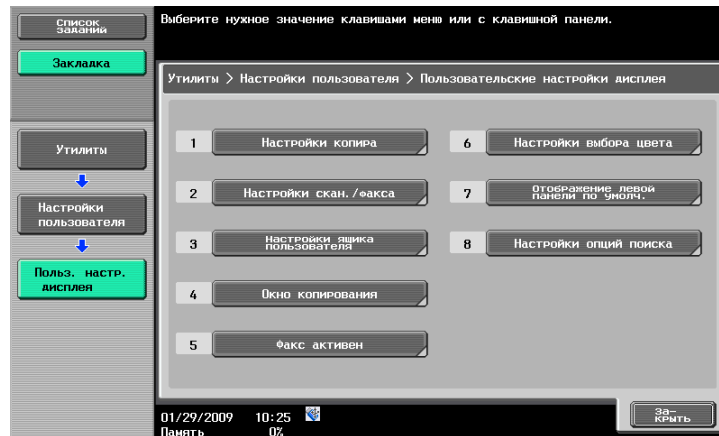 Список
заданий
Закладка
Выберите нужное значение клавишами меню или с клавишной панели.
Утилиты > Настройки пользователя > Пользовательские настройки дисплея
Утилиты
Настройки
пользователя
Польз. настр.
дисплея
1 Настройки копира
2 Настройки скан./факса
3 Настройки ящика
пользователя
4 Окно копирования
5 Факс активен
6 Настройки выбора цвета
7 Отображение левой
панели по умолч.
8 Настройки опций поиска
01/29/2009 10:25
Память 0%
За-
крыть